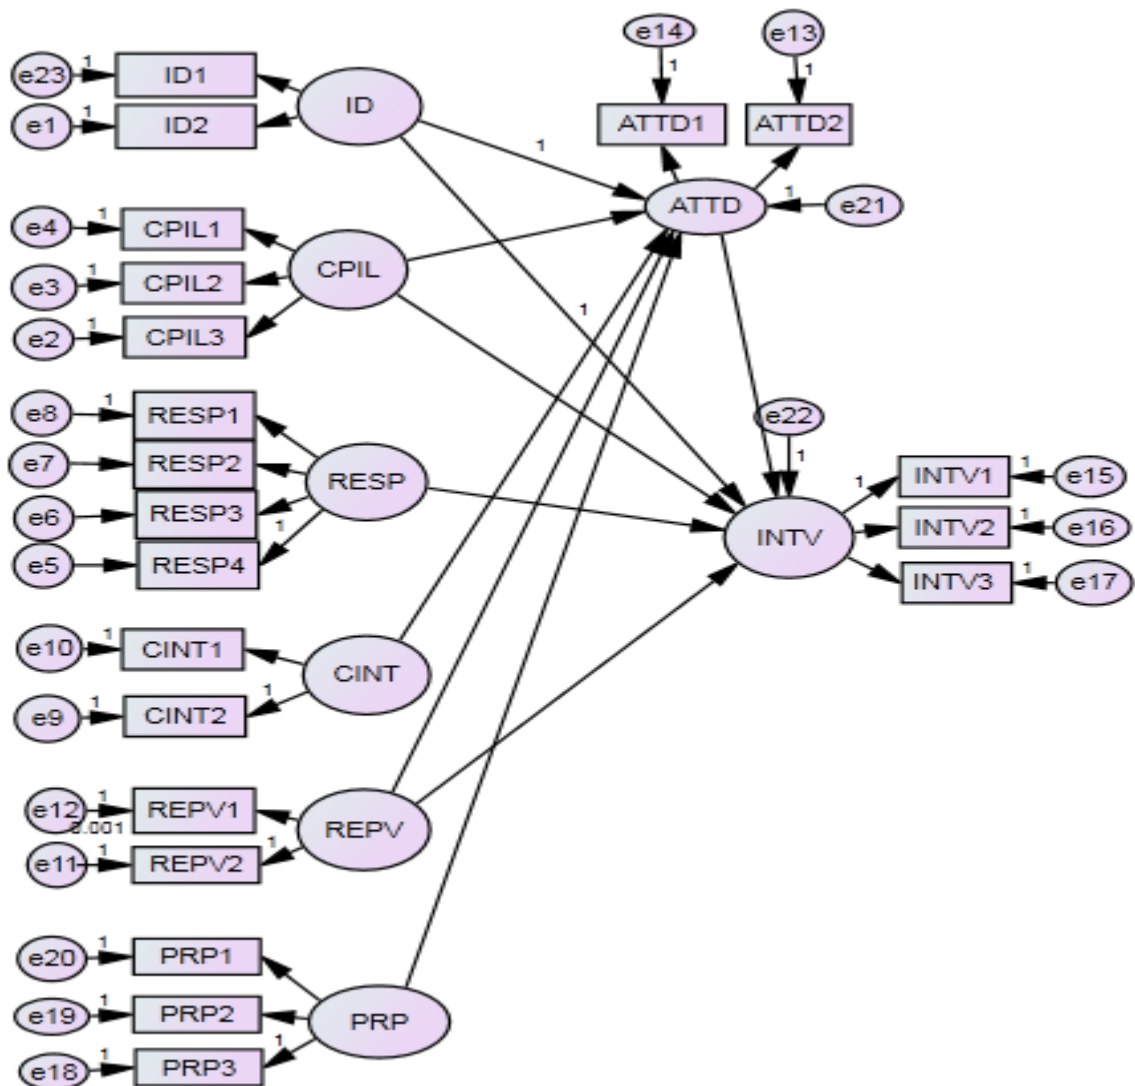 e14
e13
1
1
e23
1
ID1
ID
ATTD1
ATTD2
e1
1
ID2
1
ATTD
1
e21
e4
1
CPIL1
CPIL
e3
1
CPIL2
e2
1
CPIL3
1
e8
1
RESP1
e22
e7
1
RESP2
RESP
1
1
INTV1
1
e15
e6
1
RESP3
1
INTV
INTV2
1
e16
e5
RESP4
INTV3
1
e17
e10
1
CINT1
CINT
e9
1
CINT2
1
e12
1
REPV1
REPV
0.001
e11
1
REPV2
1
e20
1
PRP1
e19
1
PRP2
PRP
e18
1
PRP3
1